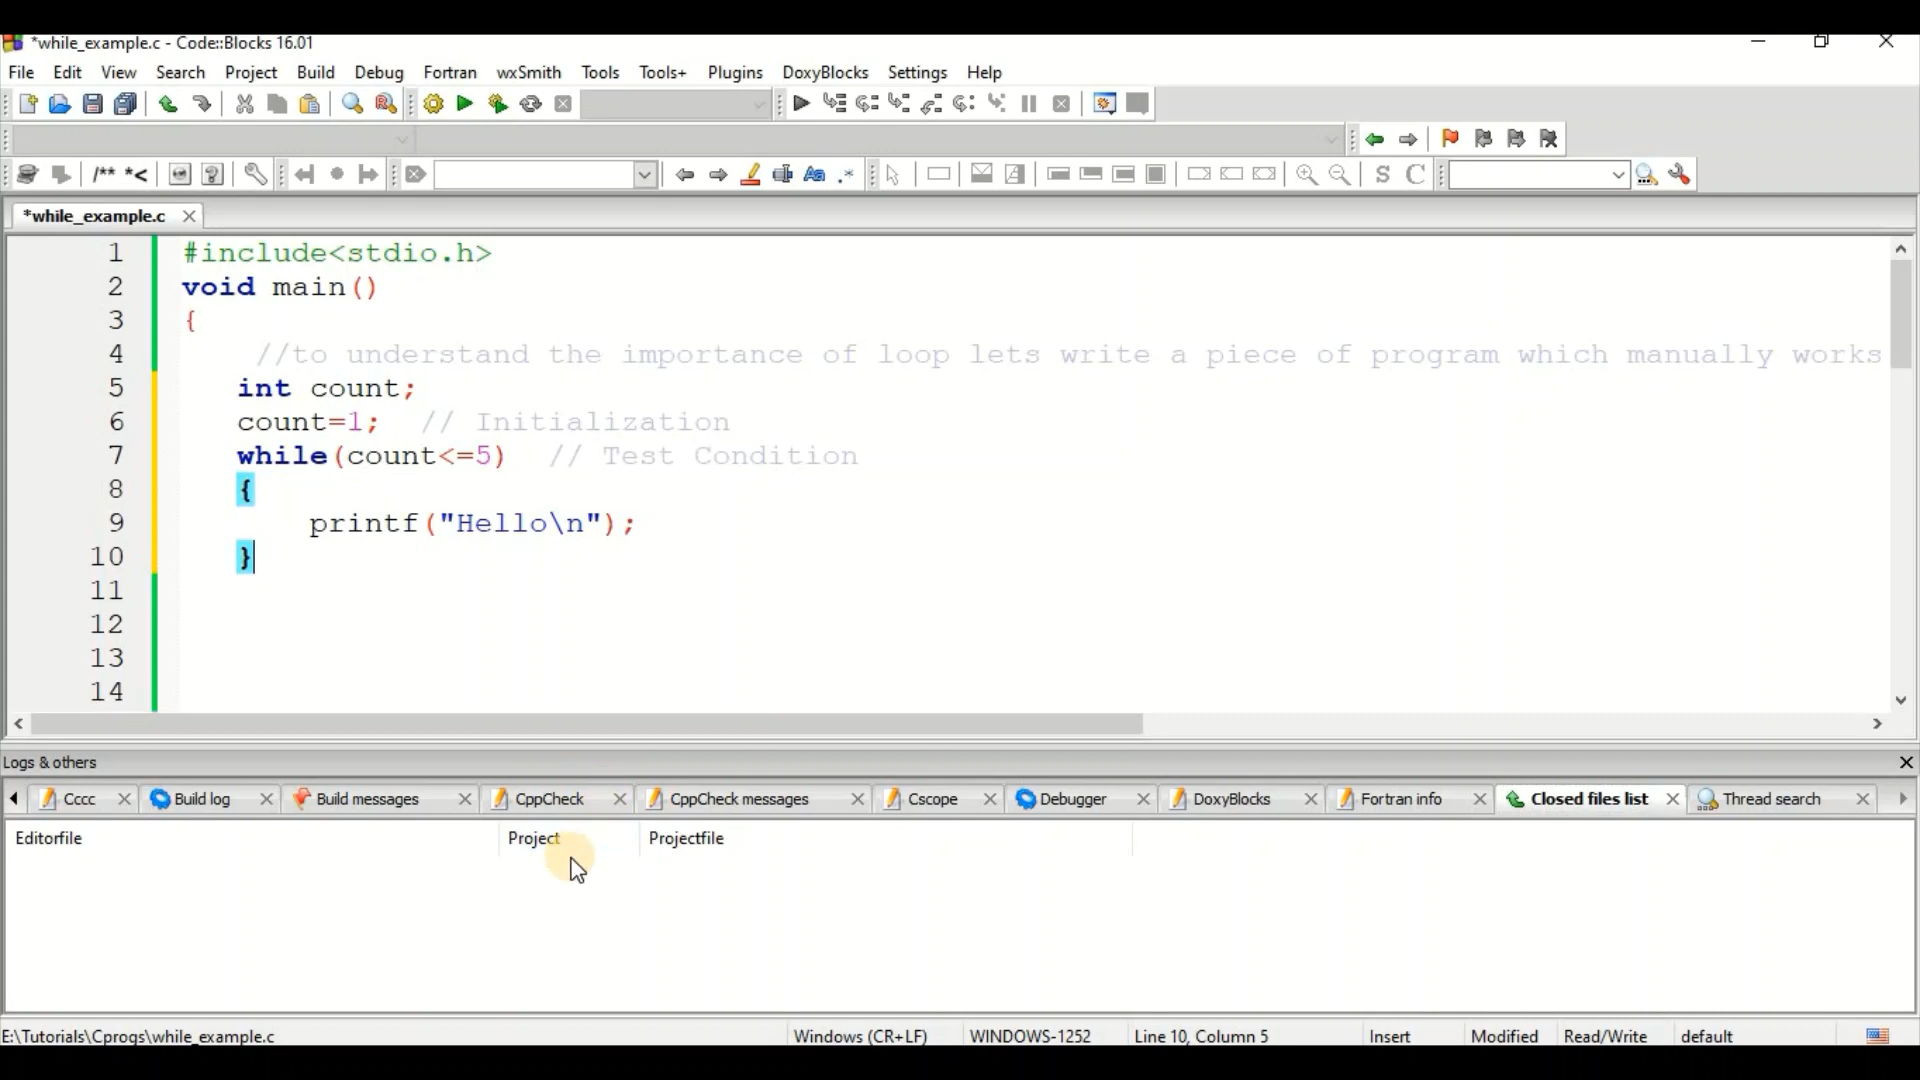 *while_example.c - Code::Blocks 16.01
File Edit View Search Project Build Debug Fortran wxSmith Tools Tools+ Plugins DoxyBlocks Settings Help
/** *<
Aa .* S C
*while_example.c
1 #include<stdio.h>
2 void main()
3 {
4 //to understand the importance of loop lets write a piece of program which manually works
5 int count;
6 count=1; // Initialization
7 while(count<=5) // Test Condition
8 {
9 printf("Hello\n");
10 }
11
12
13
14
Logs & others
Cccc Build log Build messages CppCheck CppCheck messages Cscope Debugger DoxyBlocks Fortran info Closed files list Thread search
Editorfile Project Projectfile
E:\Tutorials\Cprogs\while_example.c Windows (CR+LF) WINDOWS-1252 Line 10, Column 5 Insert Modified Read/Write default